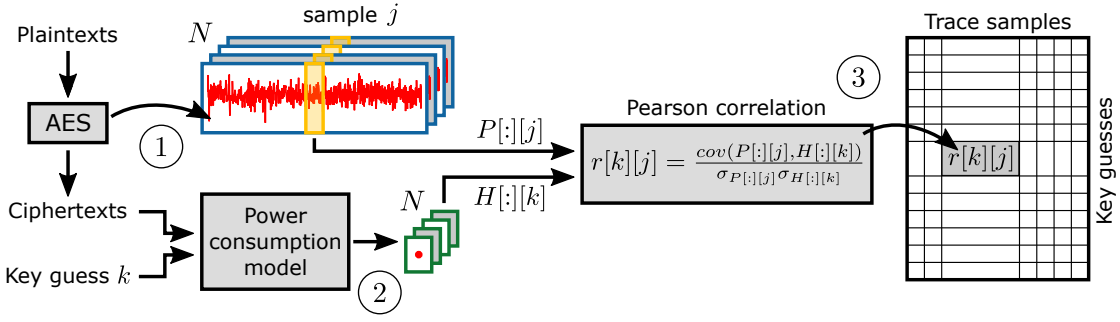 sample j
N
Plaintexts
AES
1
P[:][j]
Ciphertexts
Key guess k
Power
consumption
model
N
2
H[:][k]
Pearson correlation
r[k][j] = cov(P[:][j],H[:][k]) / σP[:][j]σH[:][k]
3
Trace samples
r[k][j]
Key guesses